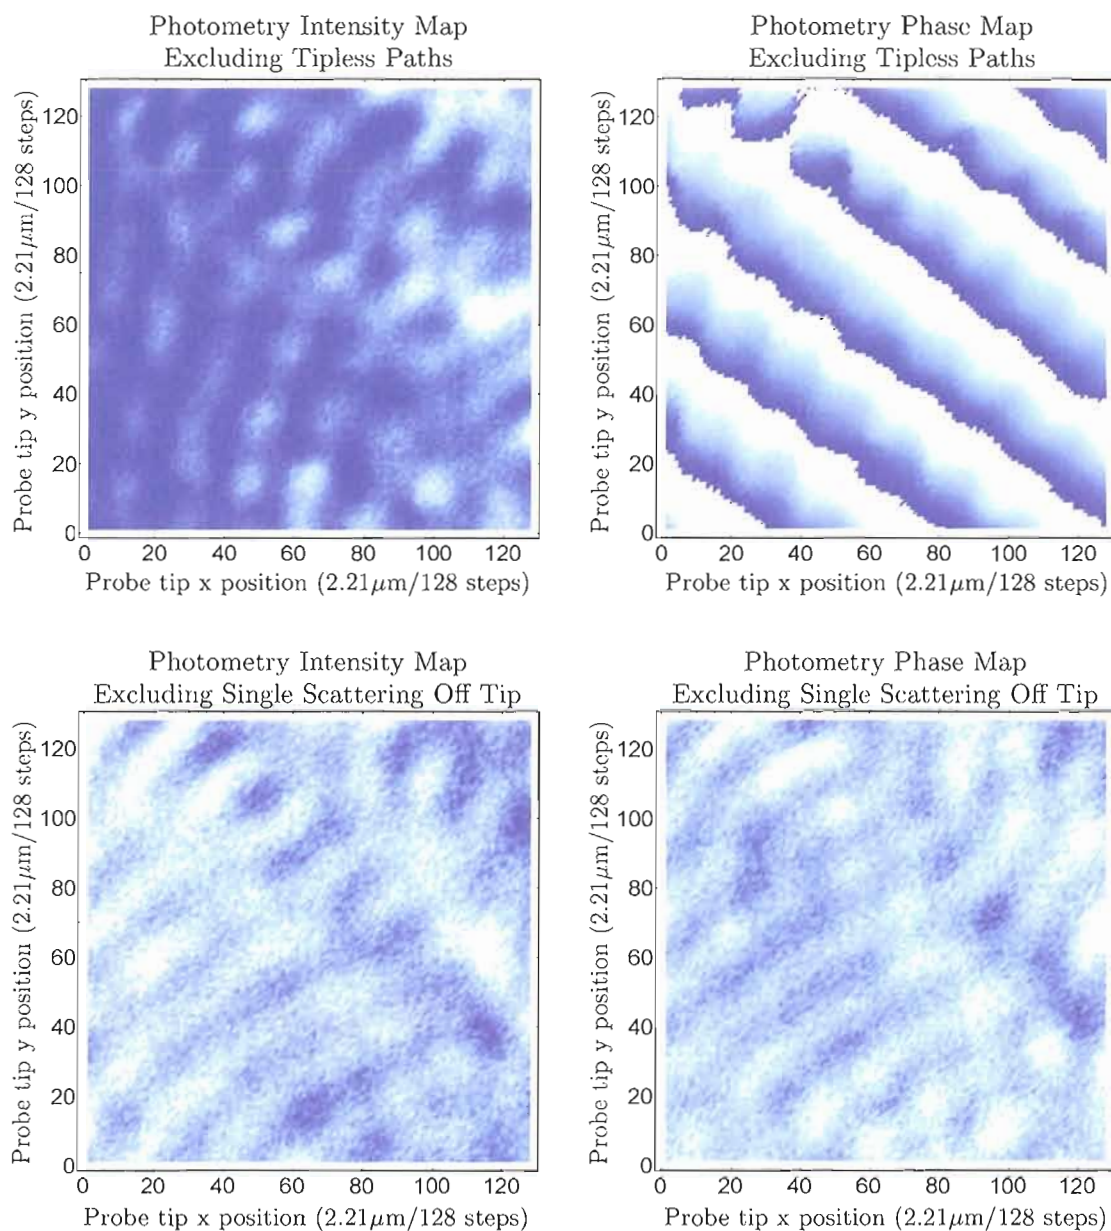 Photometry Intensity Map
Excluding Tipless Paths
Probe tip y position (2.21μm/128 steps)
120
100
80
60
40
20
0
0 20 40 60 80 100 120
Probe tip x position (2.21μm/128 steps)
Photometry Phase Map
Excluding Tipless Paths
Probe tip y position (2.21μm/128 steps)
120
100
80
60
40
20
0
0 20 40 60 80 100 120
Probe tip x position (2.21μm/128 steps)
Photometry Intensity Map
Excluding Single Scattering Off Tip
Probe tip y position (2.21μm/128 steps)
120
100
80
60
40
20
0
0 20 40 60 80 100 120
Probe tip x position (2.21μm/128 steps)
Photometry Phase Map
Excluding Single Scattering Off Tip
Probe tip y position (2.21μm/128 steps)
120
100
80
60
40
20
0
0 20 40 60 80 100 120
Probe tip x position (2.21μm/128 steps)